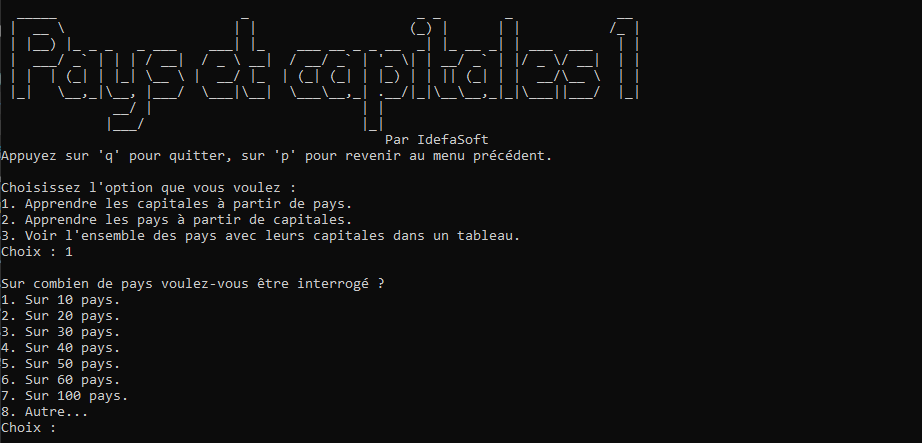 Pays et capitales 1
Par IdefaSoft
Appuyez sur 'q' pour quitter, sur 'p' pour revenir au menu précédent.
Choisissez l'option que vous voulez :
1. Apprendre les capitales à partir de pays.
2. Apprendre les pays à partir de capitales.
3. Voir l'ensemble des pays avec leurs capitales dans un tableau.
Choix : 1
Sur combien de pays voulez-vous être interrogé ?
1. Sur 10 pays.
2. Sur 20 pays.
3. Sur 30 pays.
4. Sur 40 pays.
5. Sur 50 pays.
6. Sur 60 pays.
7. Sur 100 pays.
8. Autre...
Choix :